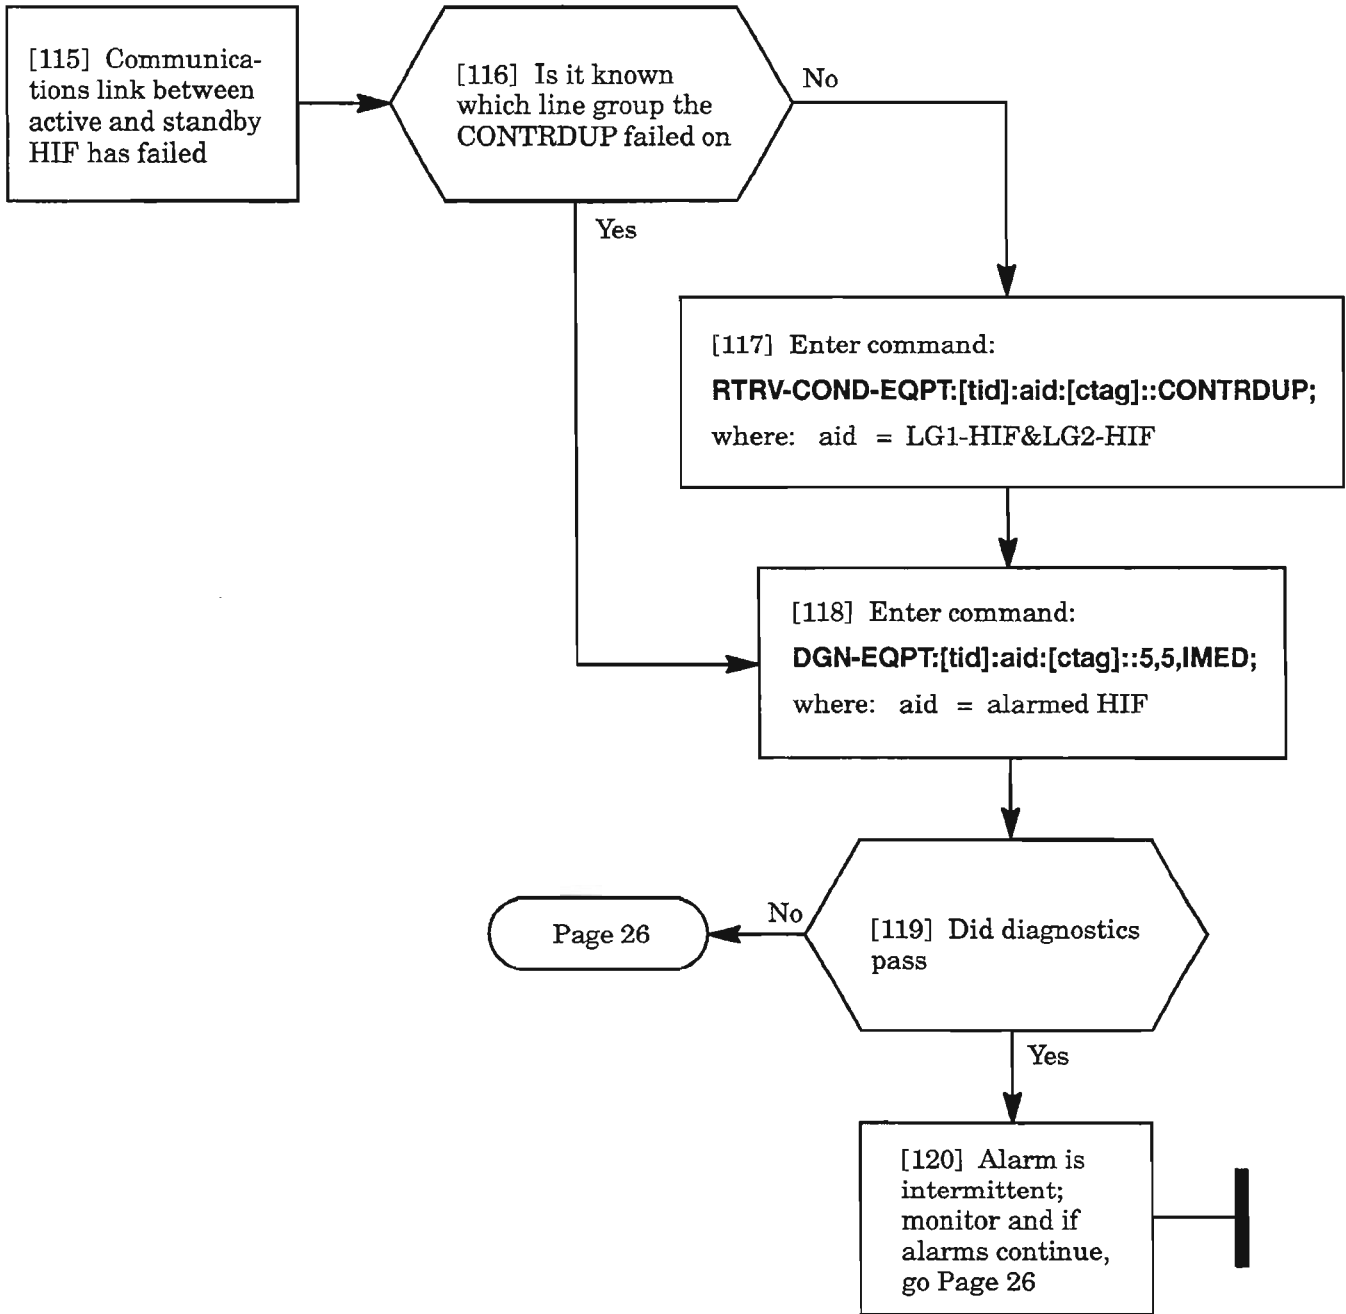 [115] Communica-
tions link between
active and standby
HIF has failed
[116] Is it known
which line group the
CONTRDUP failed on
No
Yes
[117] Enter command:
RTRV-COND-EQPT:[tid]:aid:[ctag]::CONTRDUP;
where: aid = LG1-HIF&LG2-HIF
[118] Enter command:
DGN-EQPT:[tid]:aid:[ctag]::5,5,IMED;
where: aid = alarmed HIF
[119] Did diagnostics
pass
No
Page 26
Yes
[120] Alarm is
intermittent;
monitor and if
alarms continue,
go Page 26